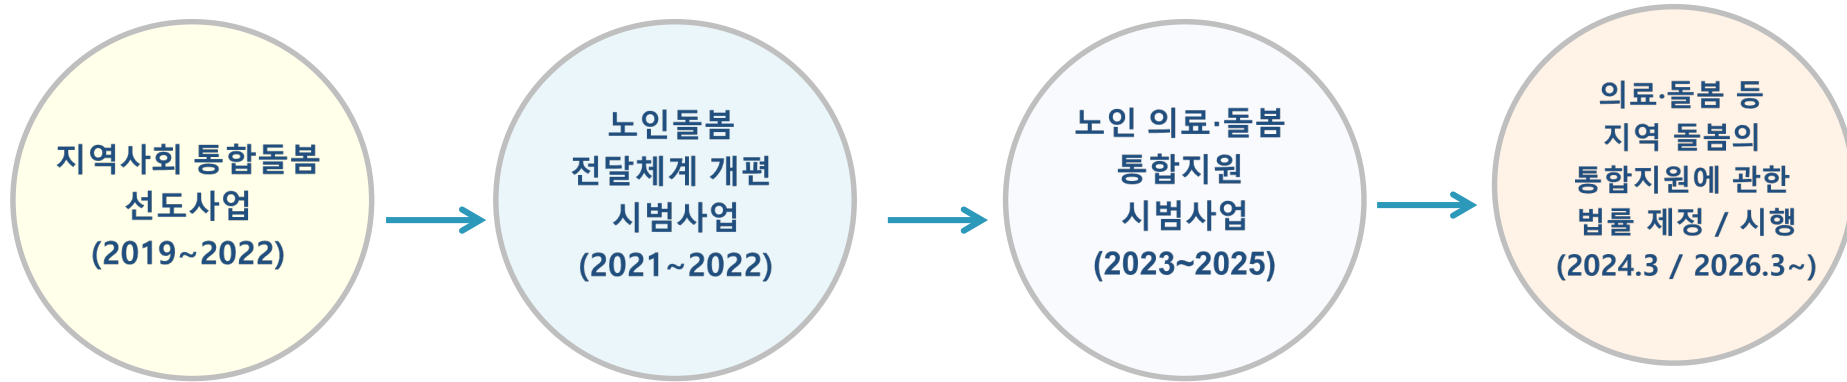 지역사회 통합돌봄
선도사업
(2019~2022)
노인돌봄
전달체계 개편
시범사업
(2021~2022)
노인 의료·돌봄
통합지원
시범사업
(2023~2025)
의료·돌봄 등
지역 돌봄의
통합지원에 관한
법률 제정 / 시행
(2024.3 / 2026.3~)